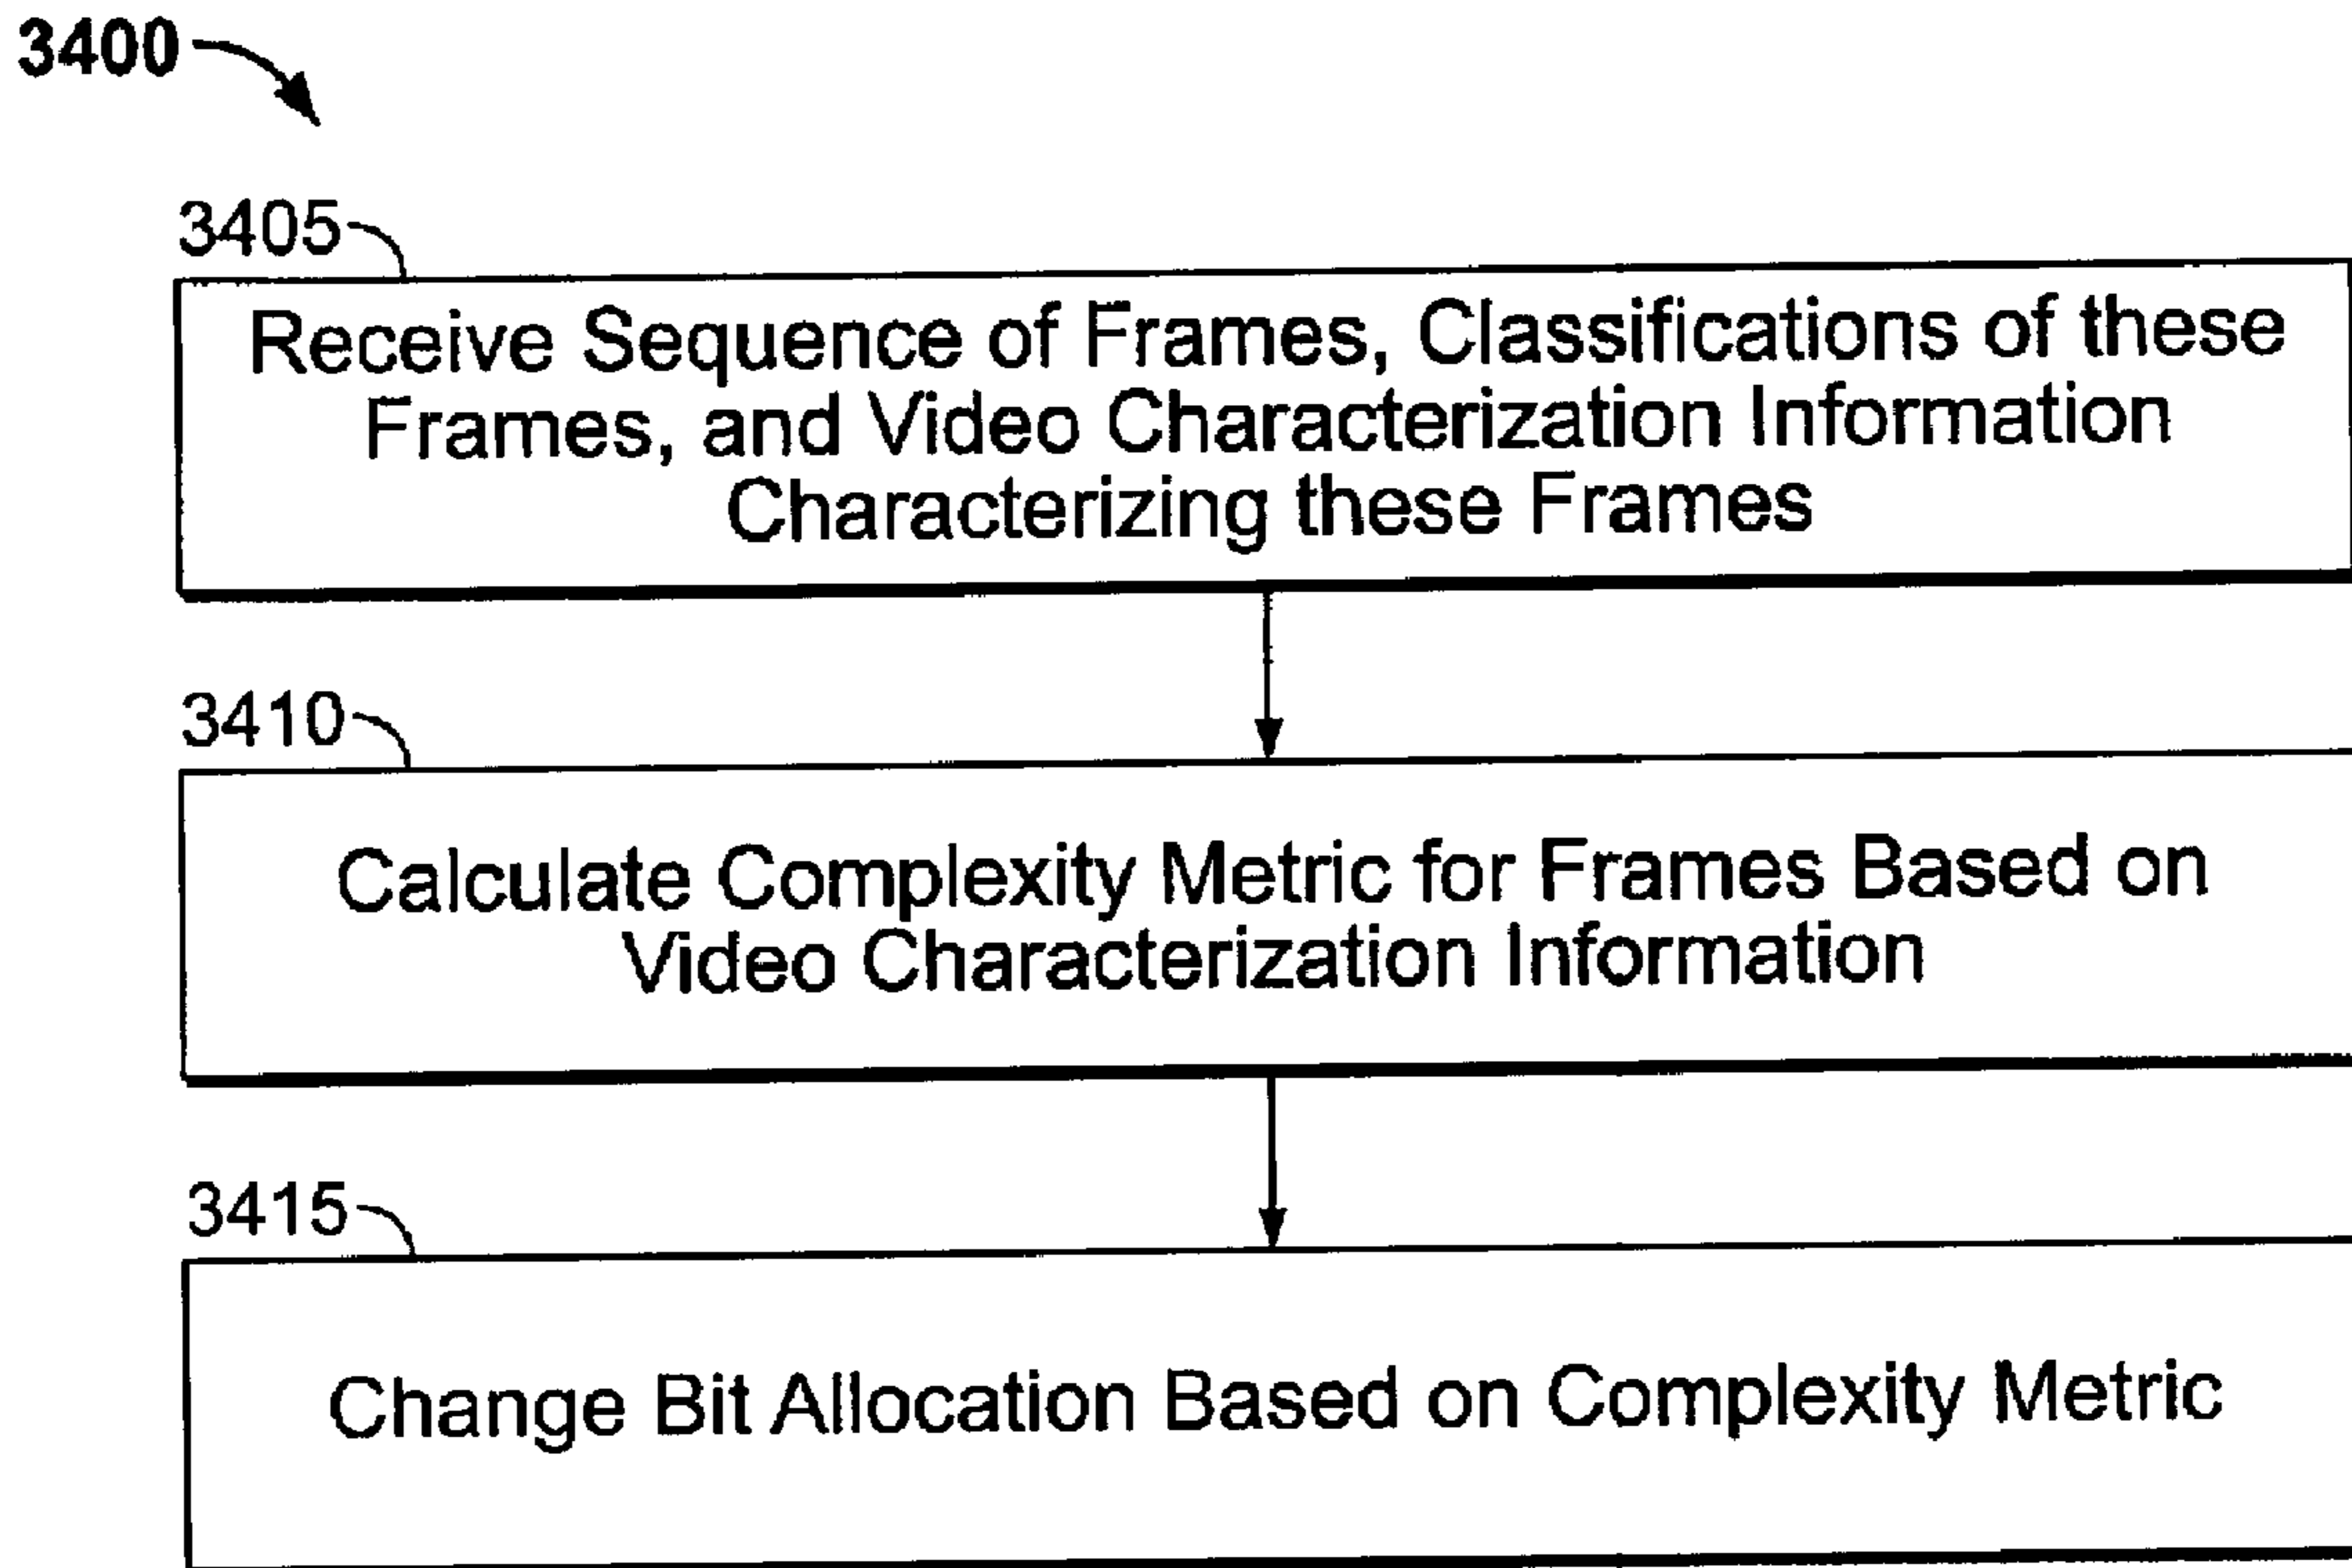 3400
3405
Receive Sequence of Frames, Classifications of these
Frames, and Video Characterization Information
Characterizing these Frames
3410
Calculate Complexity Metric for Frames Based on
Video Characterization Information
3415
Change Bit Allocation Based on Complexity Metric